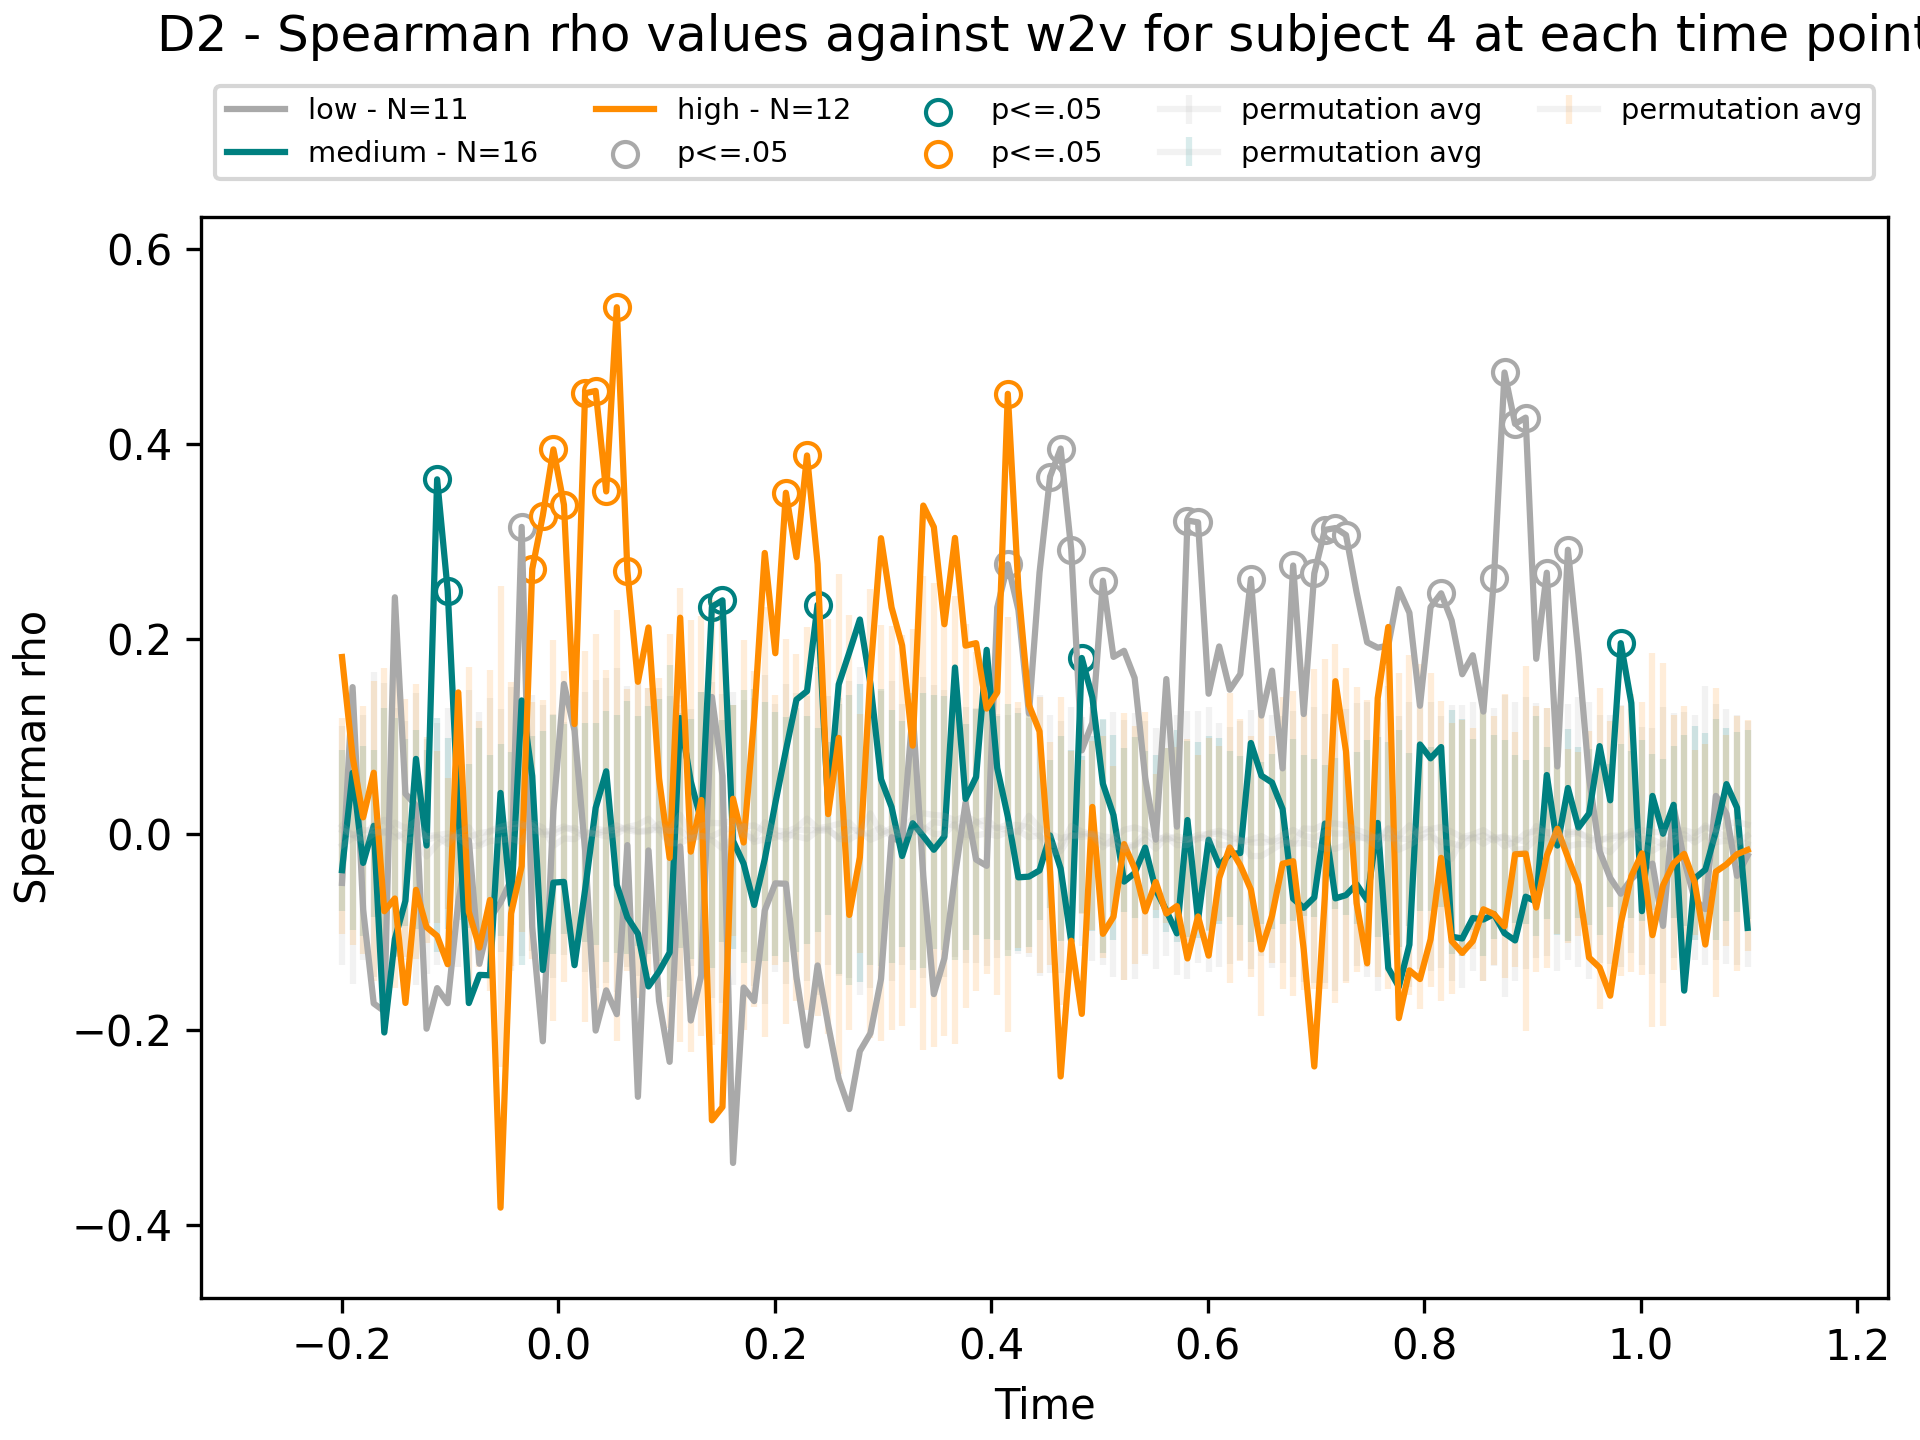 D2 - Spearman rho values against w2v for subject 4 at each time point
low - N=11
medium - N=16
high - N=12
p<=.05
p<=.05
p<=.05
permutation avg
permutation avg
permutation avg
0.6
0.4
0.2
0.0
−0.2
−0.4
Spearman rho
−0.2 0.0 0.2 0.4 0.6 0.8 1.0 1.2
Time